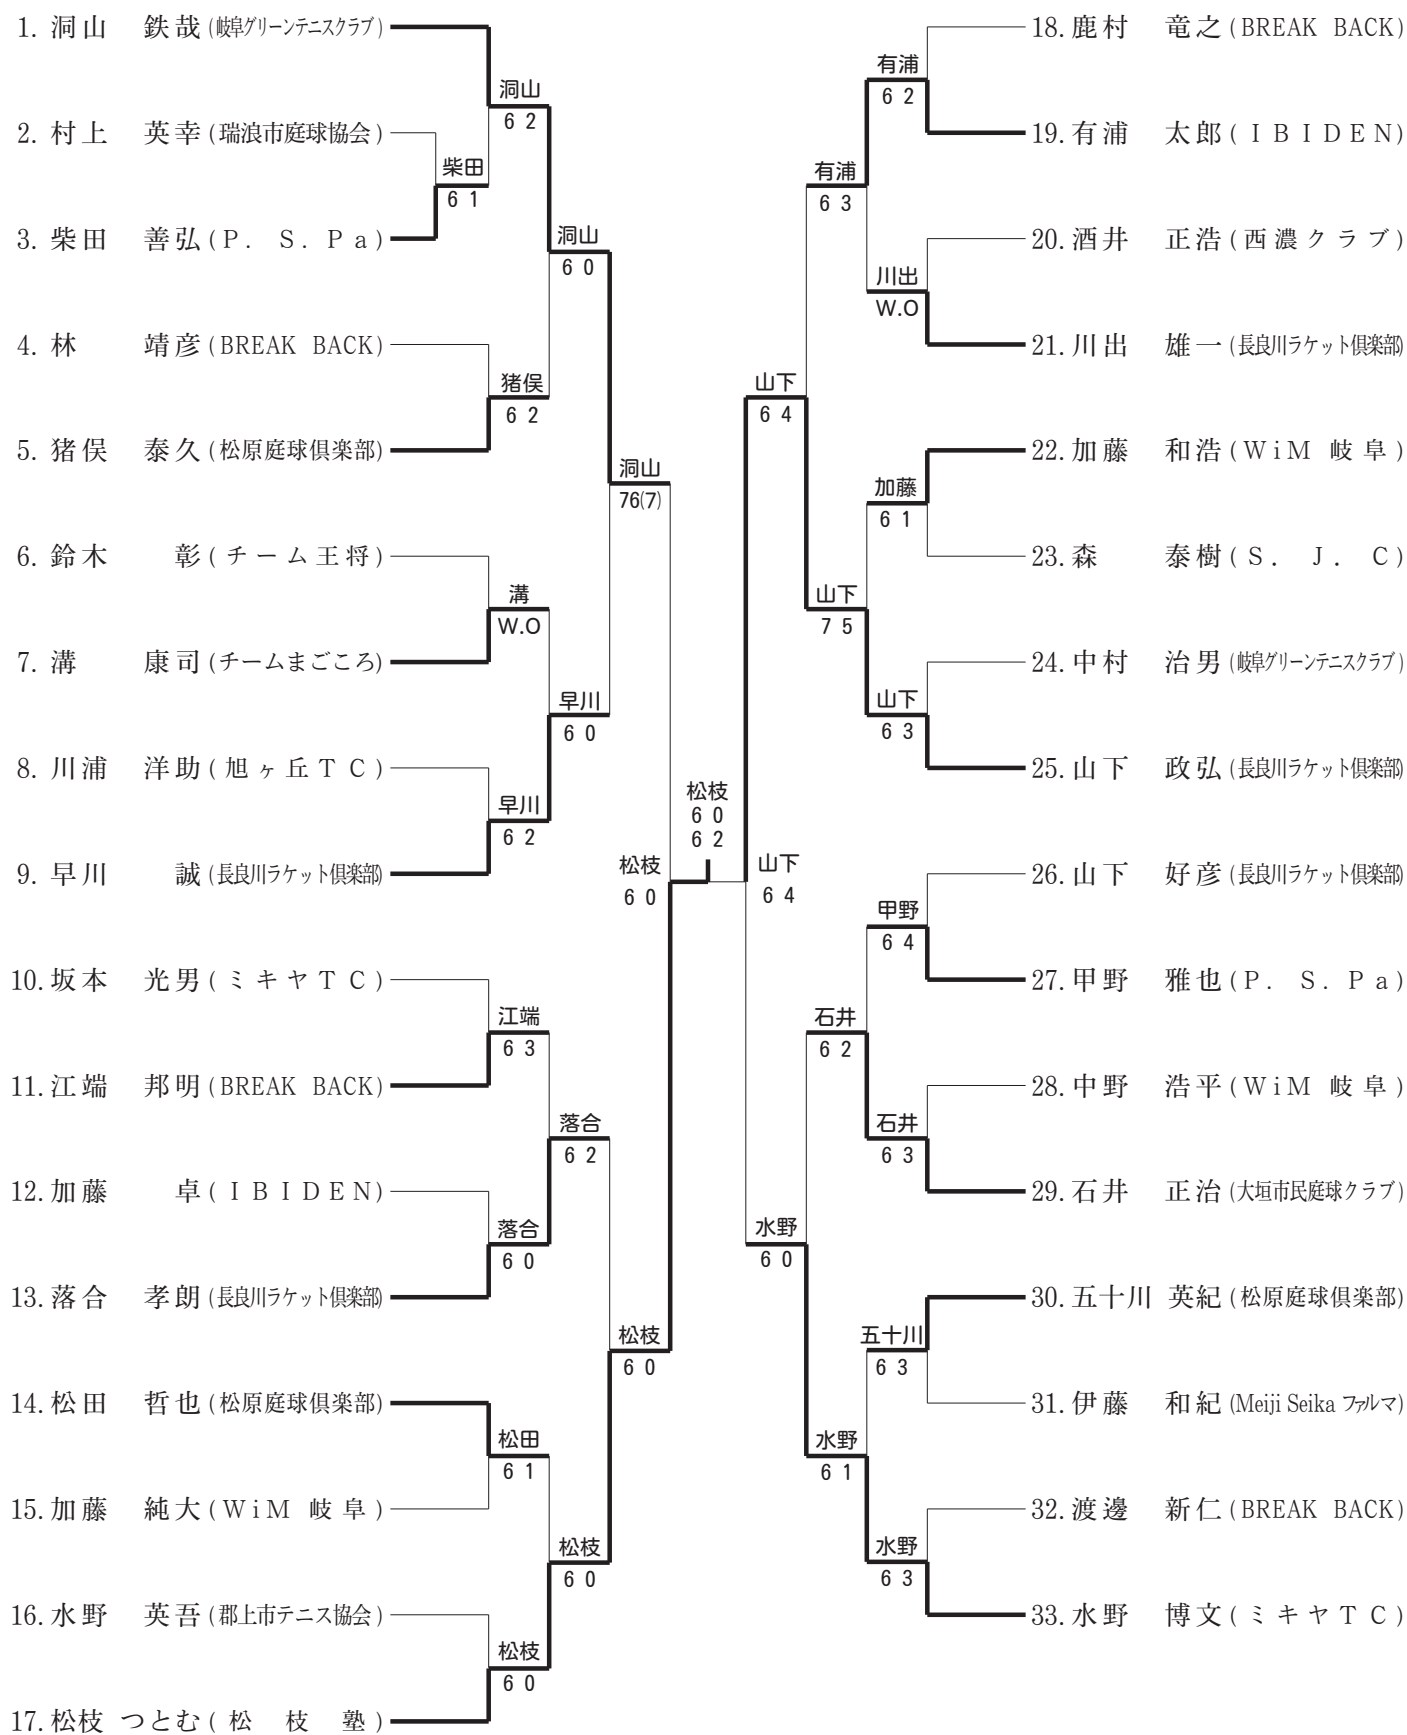 1. 洞山 鉄哉 (岐阜グリーンテニスクラブ)
2. 村上 英幸 (瑞浪市庭球協会)
3. 柴田 善弘 (P. S. Pa)
4. 林 靖彦 (BREAK BACK)
5. 猪俣 泰久 (松原庭球倶楽部)
6. 鈴木 彰 (チーム王将)
7. 溝 康司 (チームまごころ)
8. 川浦 洋助 (旭ヶ丘TC)
9. 早川 誠 (長良川ラケット倶楽部)
10. 坂本 光男 (ミキヤTC)
11. 江端 邦明 (BREAK BACK)
12. 加藤 卓 (IBIDEN)
13. 落合 孝朗 (長良川ラケット倶楽部)
14. 松田 哲也 (松原庭球倶楽部)
15. 加藤 純大 (WiM 岐阜)
16. 水野 英吾 (郡上市テニス協会)
17. 松枝 つとむ (松枝塾)
柴田
6 1
洞山
6 2
猪俣
6 2
溝
W.O
早川
6 2
江端
6 3
落合
6 0
松田
6 1
松枝
6 0
洞山
6 0
早川
6 0
落合
6 2
松枝
6 0
洞山
76(7)
松枝
6 0
松枝
6 0
松枝
6 0
6 2
山下
6 4
山下
6 4
水野
6 0
有浦
6 3
山下
7 5
石井
6 2
水野
6 1
有浦
6 2
川出
W.O
加藤
6 1
山下
6 3
甲野
6 4
石井
6 3
五十川
6 3
水野
6 3
18. 鹿村 竜之 (BREAK BACK)
19. 有浦 太郎 (IBIDEN)
20. 酒井 正浩 (西濃クラブ)
21. 川出 雄一 (長良川ラケット倶楽部)
22. 加藤 和浩 (WiM 岐阜)
23. 森 泰樹 (S. J. C)
24. 中村 治男 (岐阜グリーンテニスクラブ)
25. 山下 政弘 (長良川ラケット倶楽部)
26. 山下 好彦 (長良川ラケット倶楽部)
27. 甲野 雅也 (P. S. Pa)
28. 中野 浩平 (WiM 岐阜)
29. 石井 正治 (大垣市民庭球クラブ)
30. 五十川 英紀 (松原庭球倶楽部)
31. 伊藤 和紀 (Meiji Seika ファルマ)
32. 渡邊 新仁 (BREAK BACK)
33. 水野 博文 (ミキヤTC)